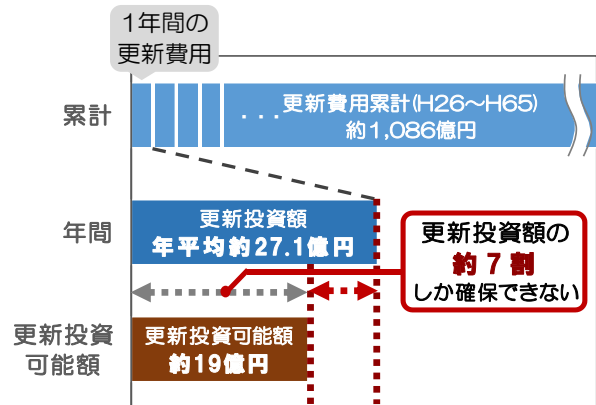 1年間の
更新費用
累計
･･･更新費用累計(H26～H65)
約1,086億円
年間
更新投資額
年平均約27.1億円
更新投資額の
約7割
しか確保できない
更新投資
可能額
更新投資可能額
約19億円